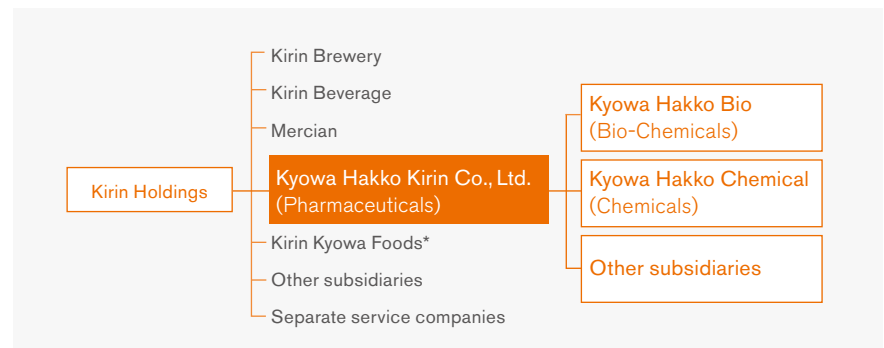 Kirin Holdings
Kirin Brewery
Kirin Beverage
Mercian
Kyowa Hakko Kirin Co., Ltd.
(Pharmaceuticals)
Kirin Kyowa Foods*
Other subsidiaries
Separate service companies
Kyowa Hakko Bio
(Bio-Chemicals)
Kyowa Hakko Chemical
(Chemicals)
Other subsidiaries